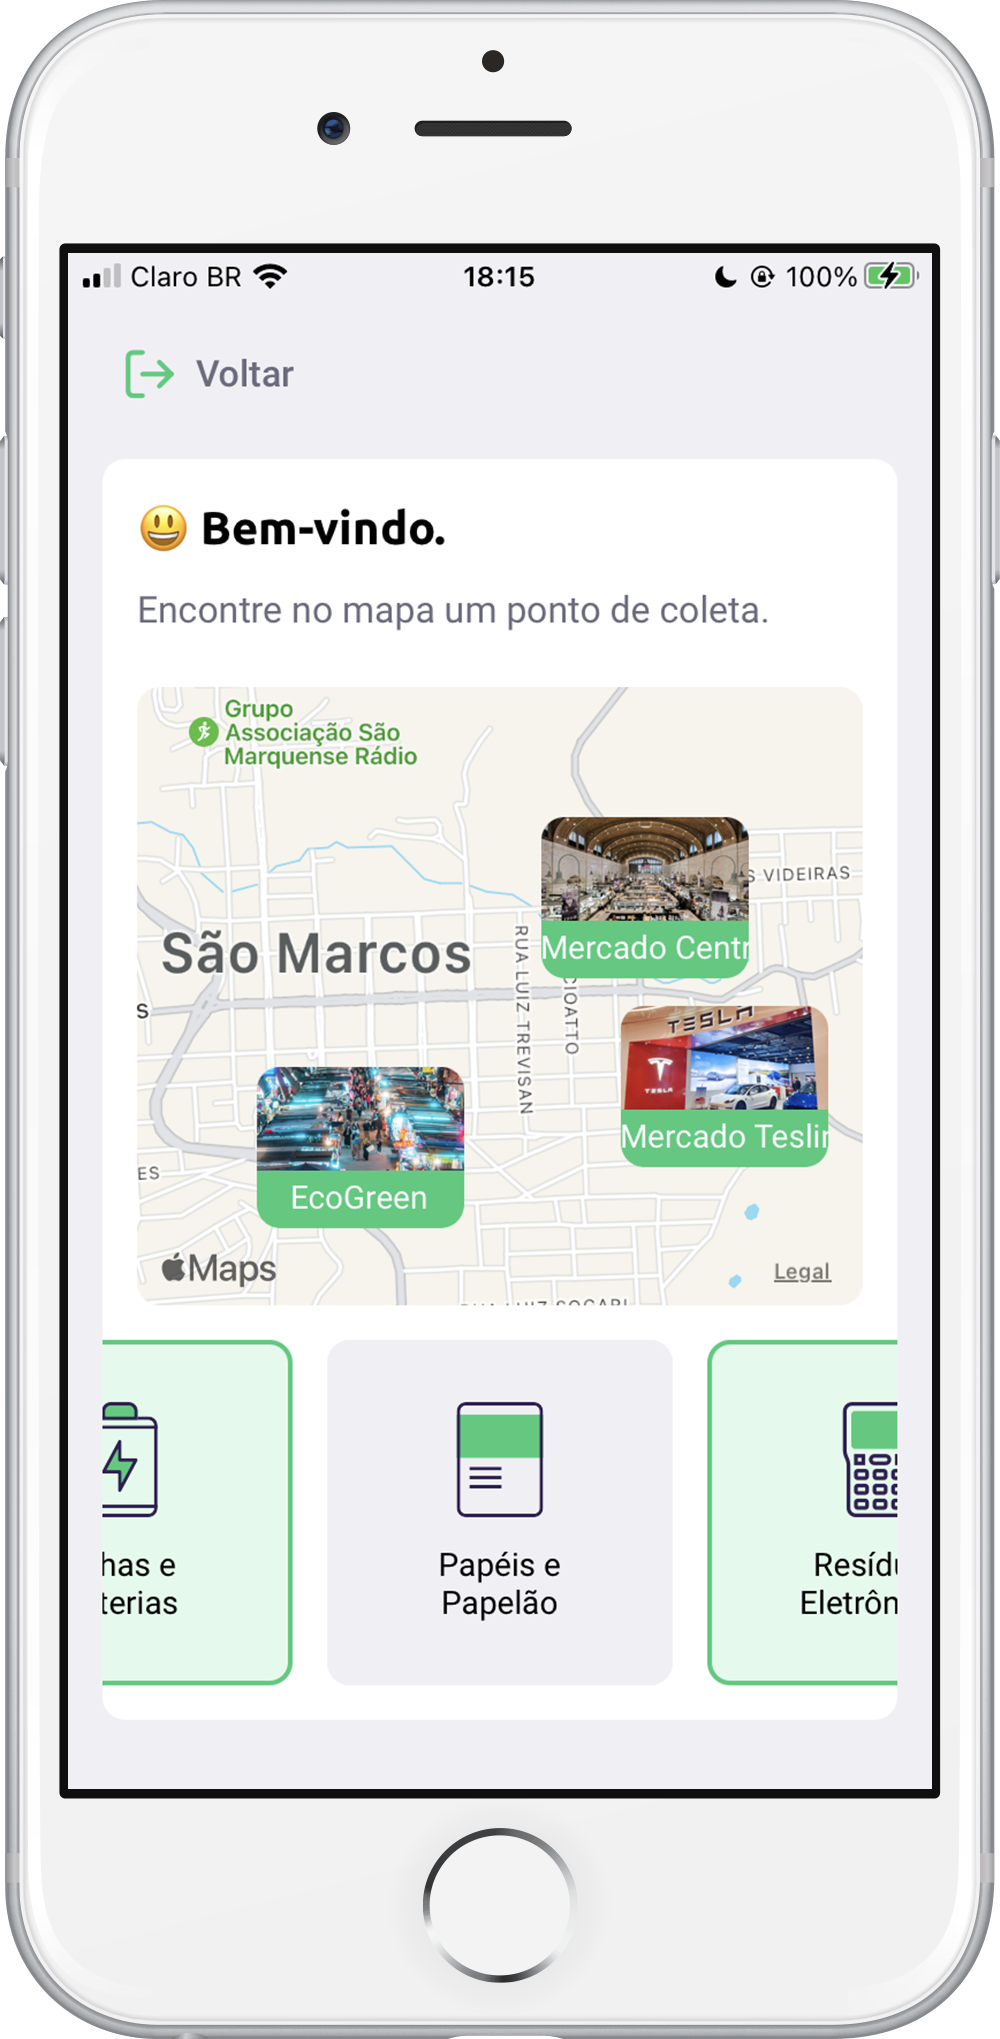 Claro BR
18:15
100%
Voltar
Bem-vindo.
Encontre no mapa um ponto de coleta.
Grupo
Associação São
Marquense Rádio
S VIDEIRAS
Mercado Centr
São Marcos
RUA LUIZ TREVISAN
CIOATTO
S
TESLA
TESLA
Mercado Teslin
ES
EcoGreen
Maps
Legal
has e
terias
Papéis e
Papelão
Resídu
Eletrôn